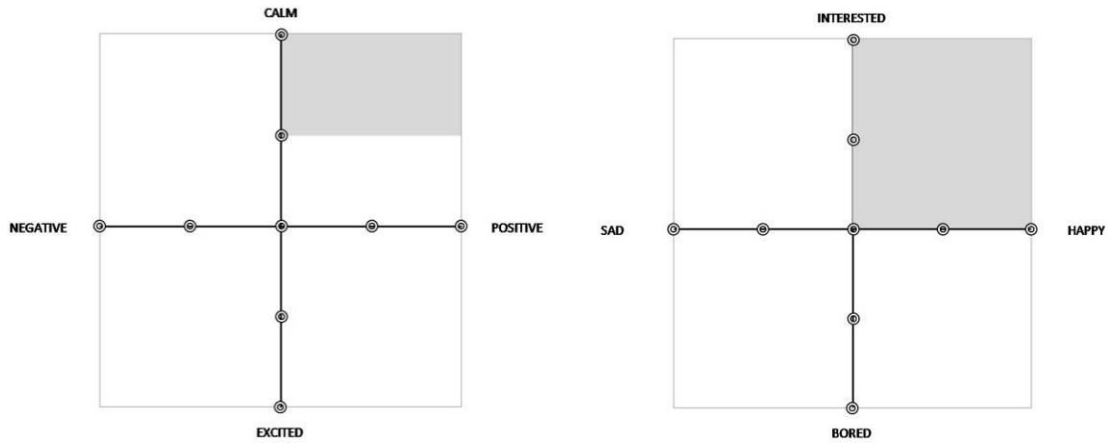 CALM
NEGATIVE
POSITIVE
EXCITED
INTERESTED
SAD
HAPPY
BORED